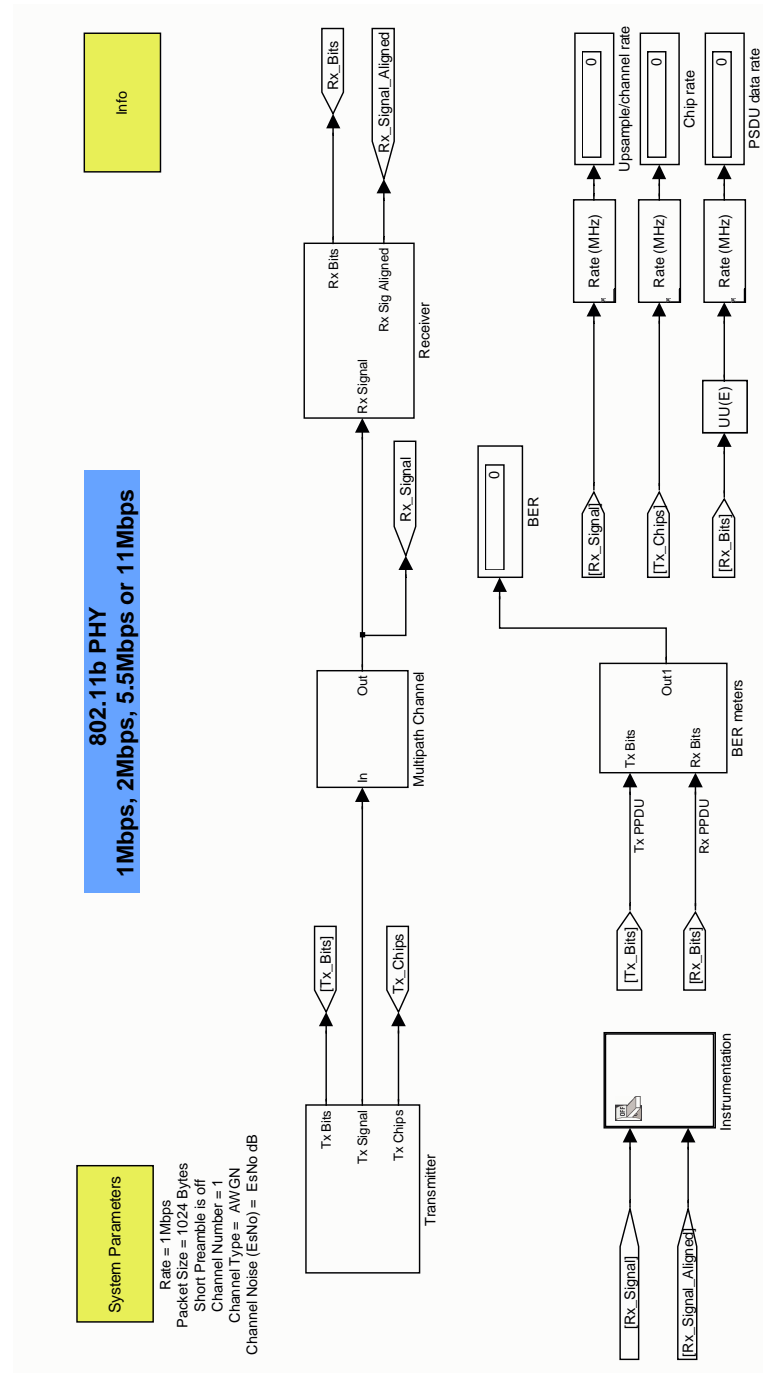 802.11b PHY
1Mbps, 2Mbps, 5.5Mbps or 11Mbps
System Parameters
Rate = 1Mbps
Packet Size = 1024 Bytes
Short Preamble is off
Channel Number = 1
Channel Type = AWGN
Channel Noise (EsNo) = EsNo dB
Info
Tx Bits
Tx Signal
Tx Chips
Transmitter
[Tx_Bits]
Tx_Chips
In
Out
Multipath Channel
Rx_Signal
Rx Signal
Rx Bits
Rx Sig Aligned
Receiver
Rx_Bits
Rx_Signal_Aligned
[Rx_Signal]
[Rx_Signal_Aligned]
OFF
Instrumentation
[Tx_Bits]
[Rx_Bits]
Tx PPDU
Rx PPDU
Tx Bits
Rx Bits
Out1
BER meters
0
BER
[Rx_Signal]
Rate (MHz)
0
Upsample/channel rate
[Tx_Chips]
Rate (MHz)
0
Chip rate
[Rx_Bits]
UU(E)
Rate (MHz)
0
PSDU data rate